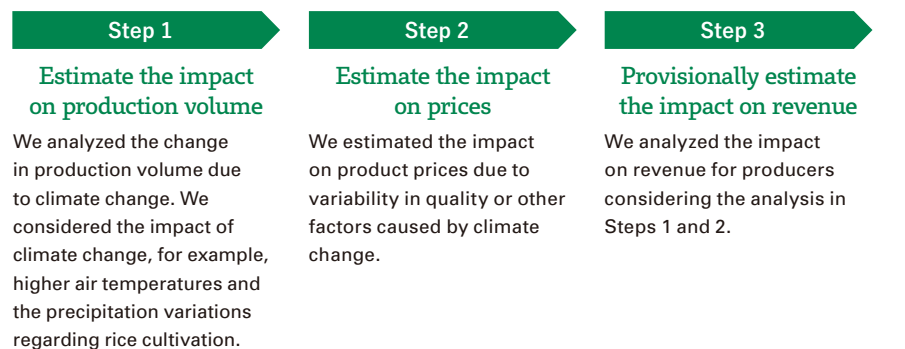 Step 1
Estimate the impact
on production volume
We analyzed the change
in production volume due
to climate change. We
considered the impact of
climate change, for example,
higher air temperatures and
the precipitation variations
regarding rice cultivation.
Step 2
Estimate the impact
on prices
We estimated the impact
on product prices due to
variability in quality or other
factors caused by climate
change.
Step 3
Provisionally estimate
the impact on revenue
We analyzed the impact
on revenue for producers
considering the analysis in
Steps 1 and 2.